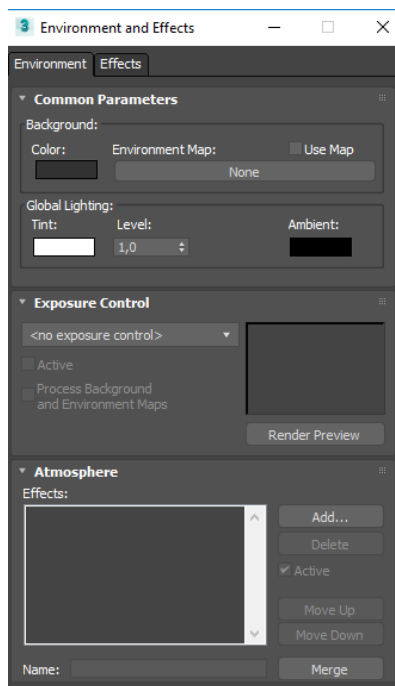 3 Environment and Effects
Environment Effects
Common Parameters
Background:
Color: Environment Map: Use Map
None
Global Lighting:
Tint: Level: Ambient:
1,0
Exposure Control
<no exposure control>
Active
Process Background
and Environment Maps
Render Preview
Atmosphere
Effects:
Add...
Delete
Active
Move Up
Move Down
Name: Merge